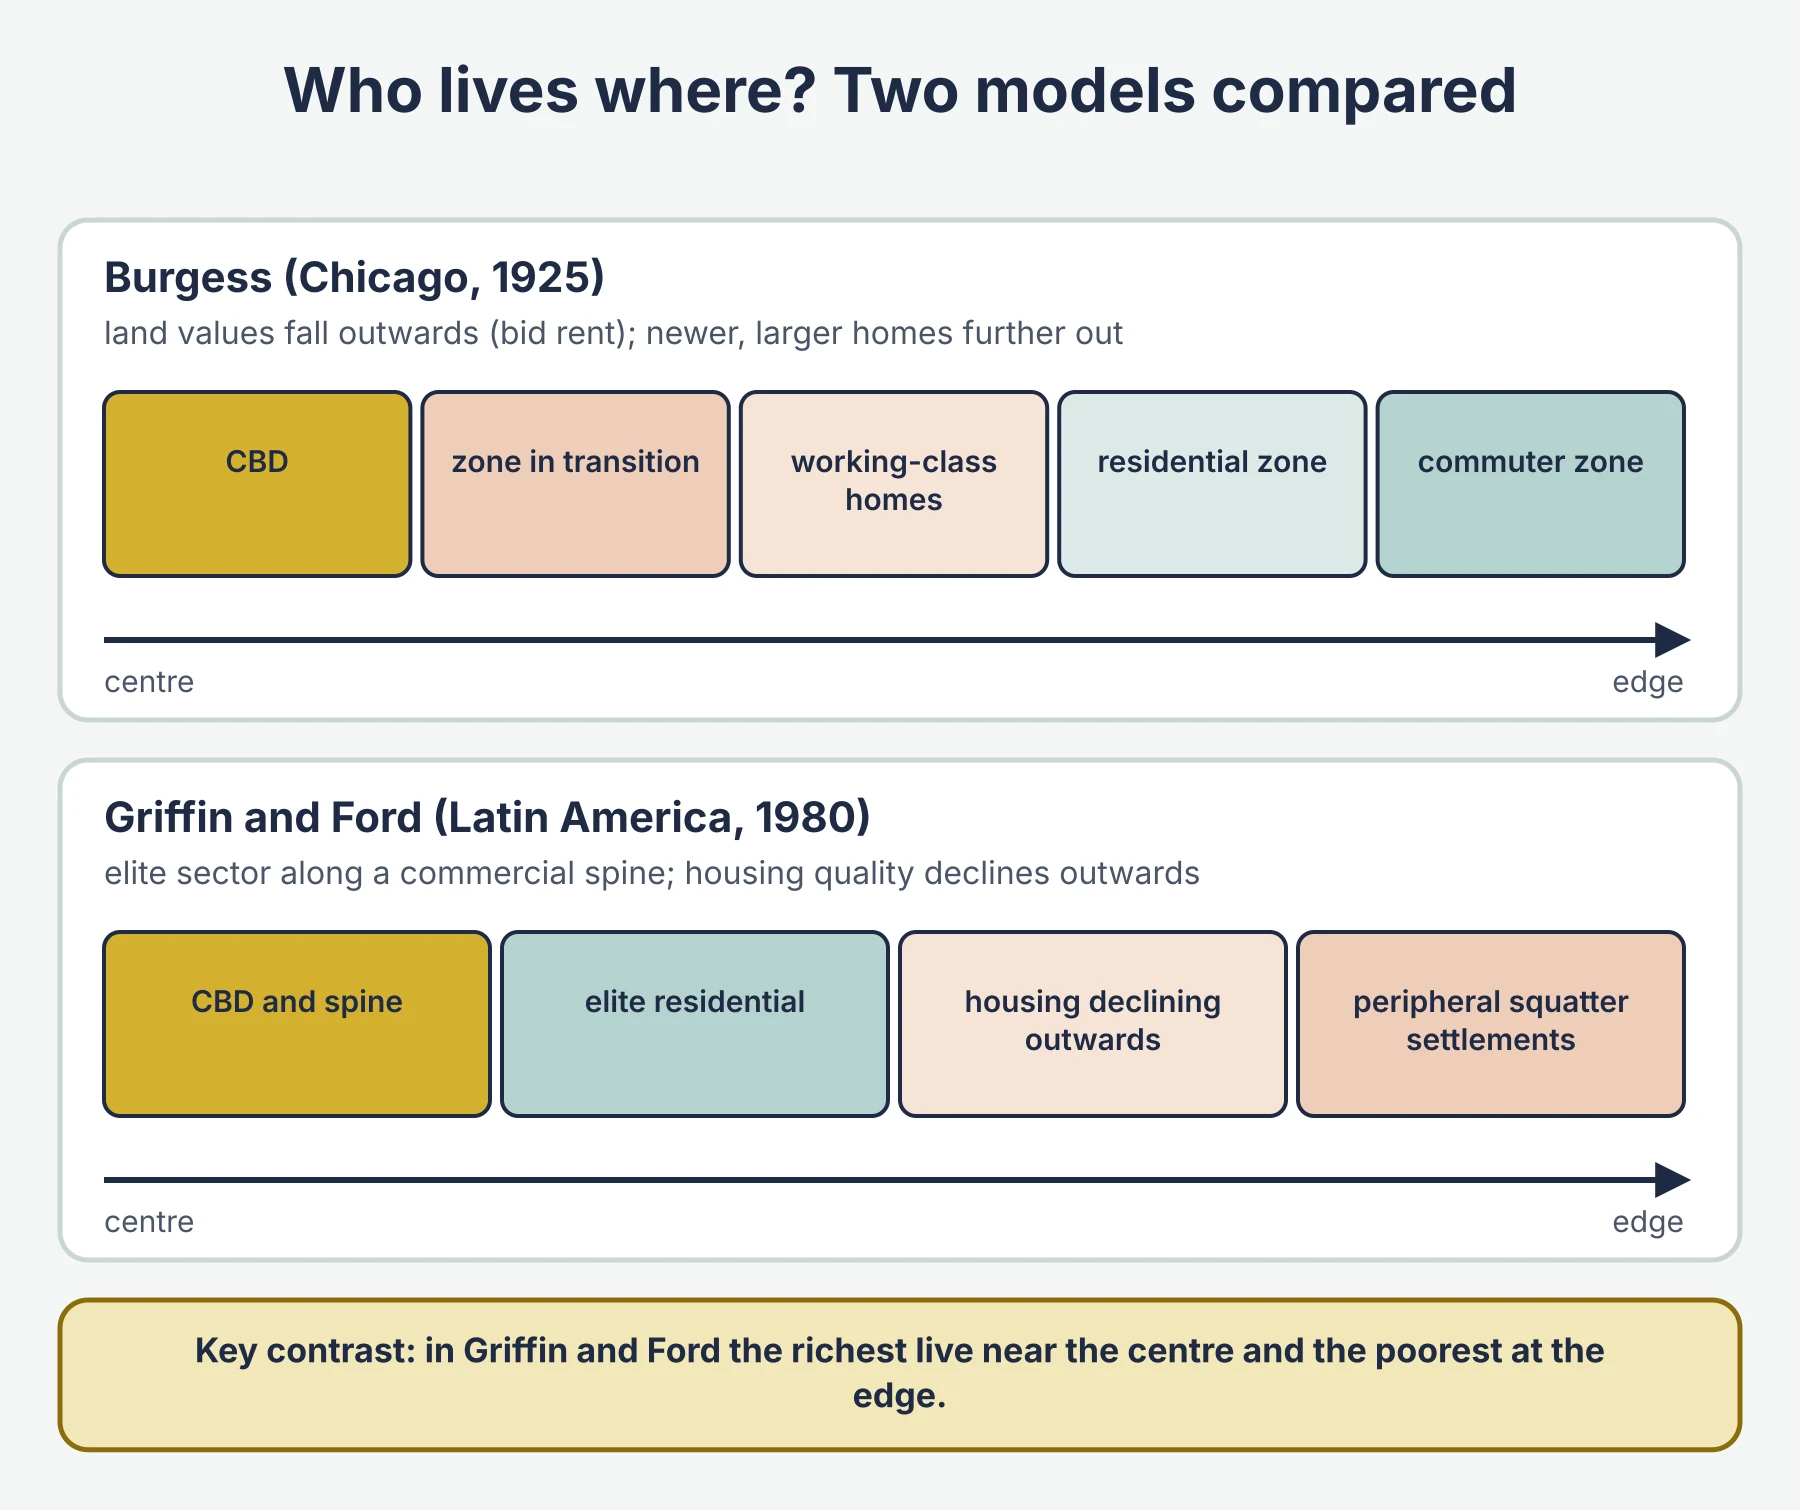 Who lives where? Two models compared
Burgess (Chicago, 1925)
land values fall outwards (bid rent); newer, larger homes further out
CBD
zone in transition
working-class
homes
residential zone
commuter zone
centre
edge
Griffin and Ford (Latin America, 1980)
elite sector along a commercial spine; housing quality declines outwards
CBD and spine
elite residential
housing declining
outwards
peripheral squatter
settlements
centre
edge
Key contrast: in Griffin and Ford the richest live near the centre and the poorest at the
edge.